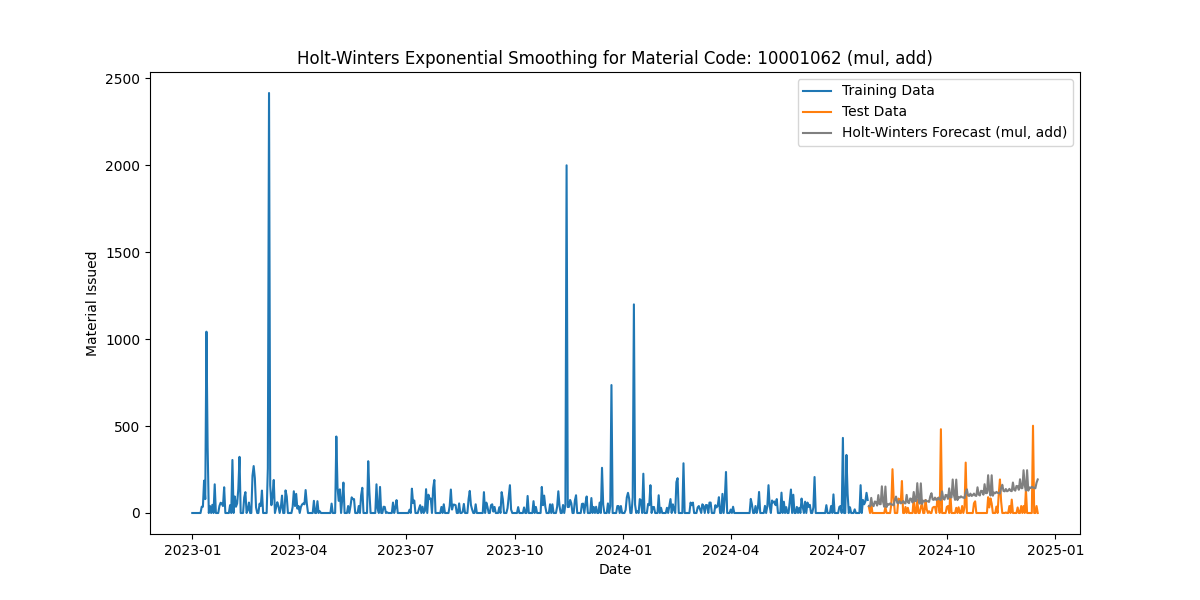 Holt-Winters Exponential Smoothing for Material Code: 10001062 (mul, add)
2500
2000
1500
1000
500
0
Material Issued
Training Data
Test Data
Holt-Winters Forecast (mul, add)
2023-01
2023-04
2023-07
2023-10
2024-01
2024-04
2024-07
2024-10
2025-01
Date